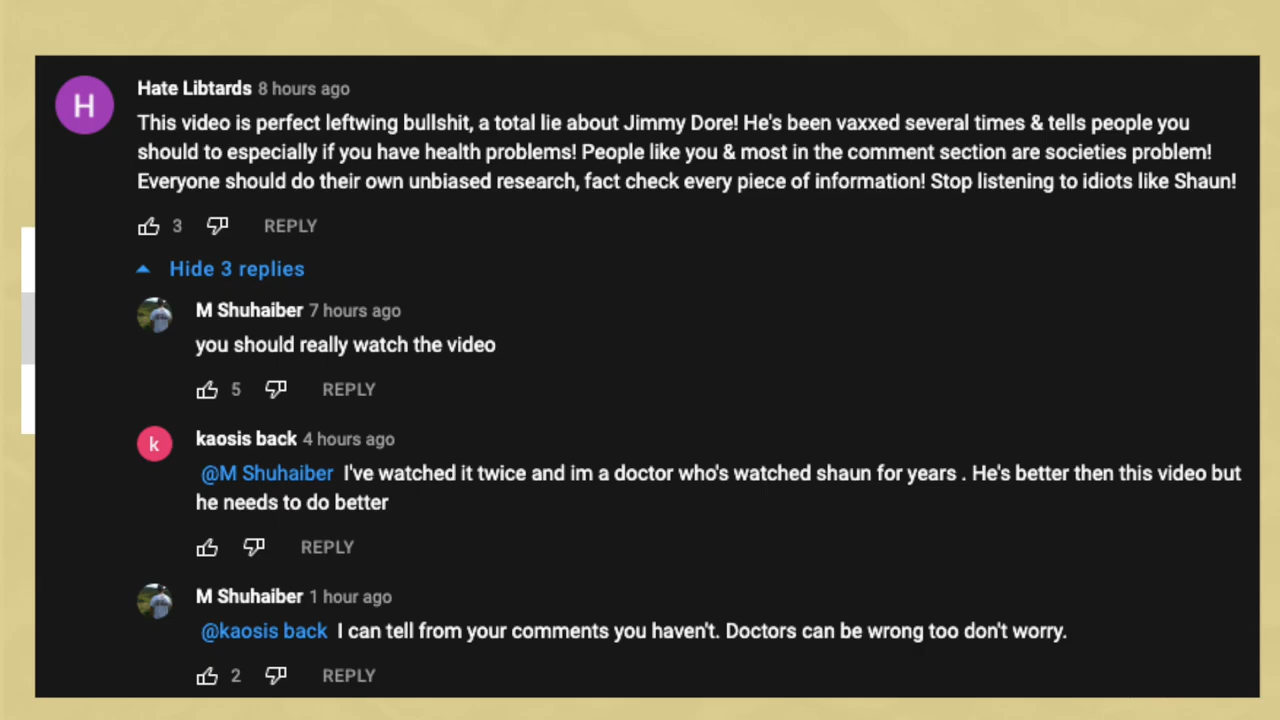 H
Hate Libtards 8 hours ago
This video is perfect leftwing bullshit, a total lie about Jimmy Dore! He's been vaxxed several times & tells people you
should to especially if you have health problems! People like you & most in the comment section are societies problem!
Everyone should do their own unbiased research, fact check every piece of information! Stop listening to idiots like Shaun!
3 REPLY
Hide 3 replies
M Shuhaiber 7 hours ago
you should really watch the video
5 REPLY
k
kaosis back 4 hours ago
@M Shuhaiber I've watched it twice and im a doctor who's watched shaun for years . He's better then this video but
he needs to do better
REPLY
M Shuhaiber 1 hour ago
@kaosis back I can tell from your comments you haven't. Doctors can be wrong too don't worry.
2 REPLY